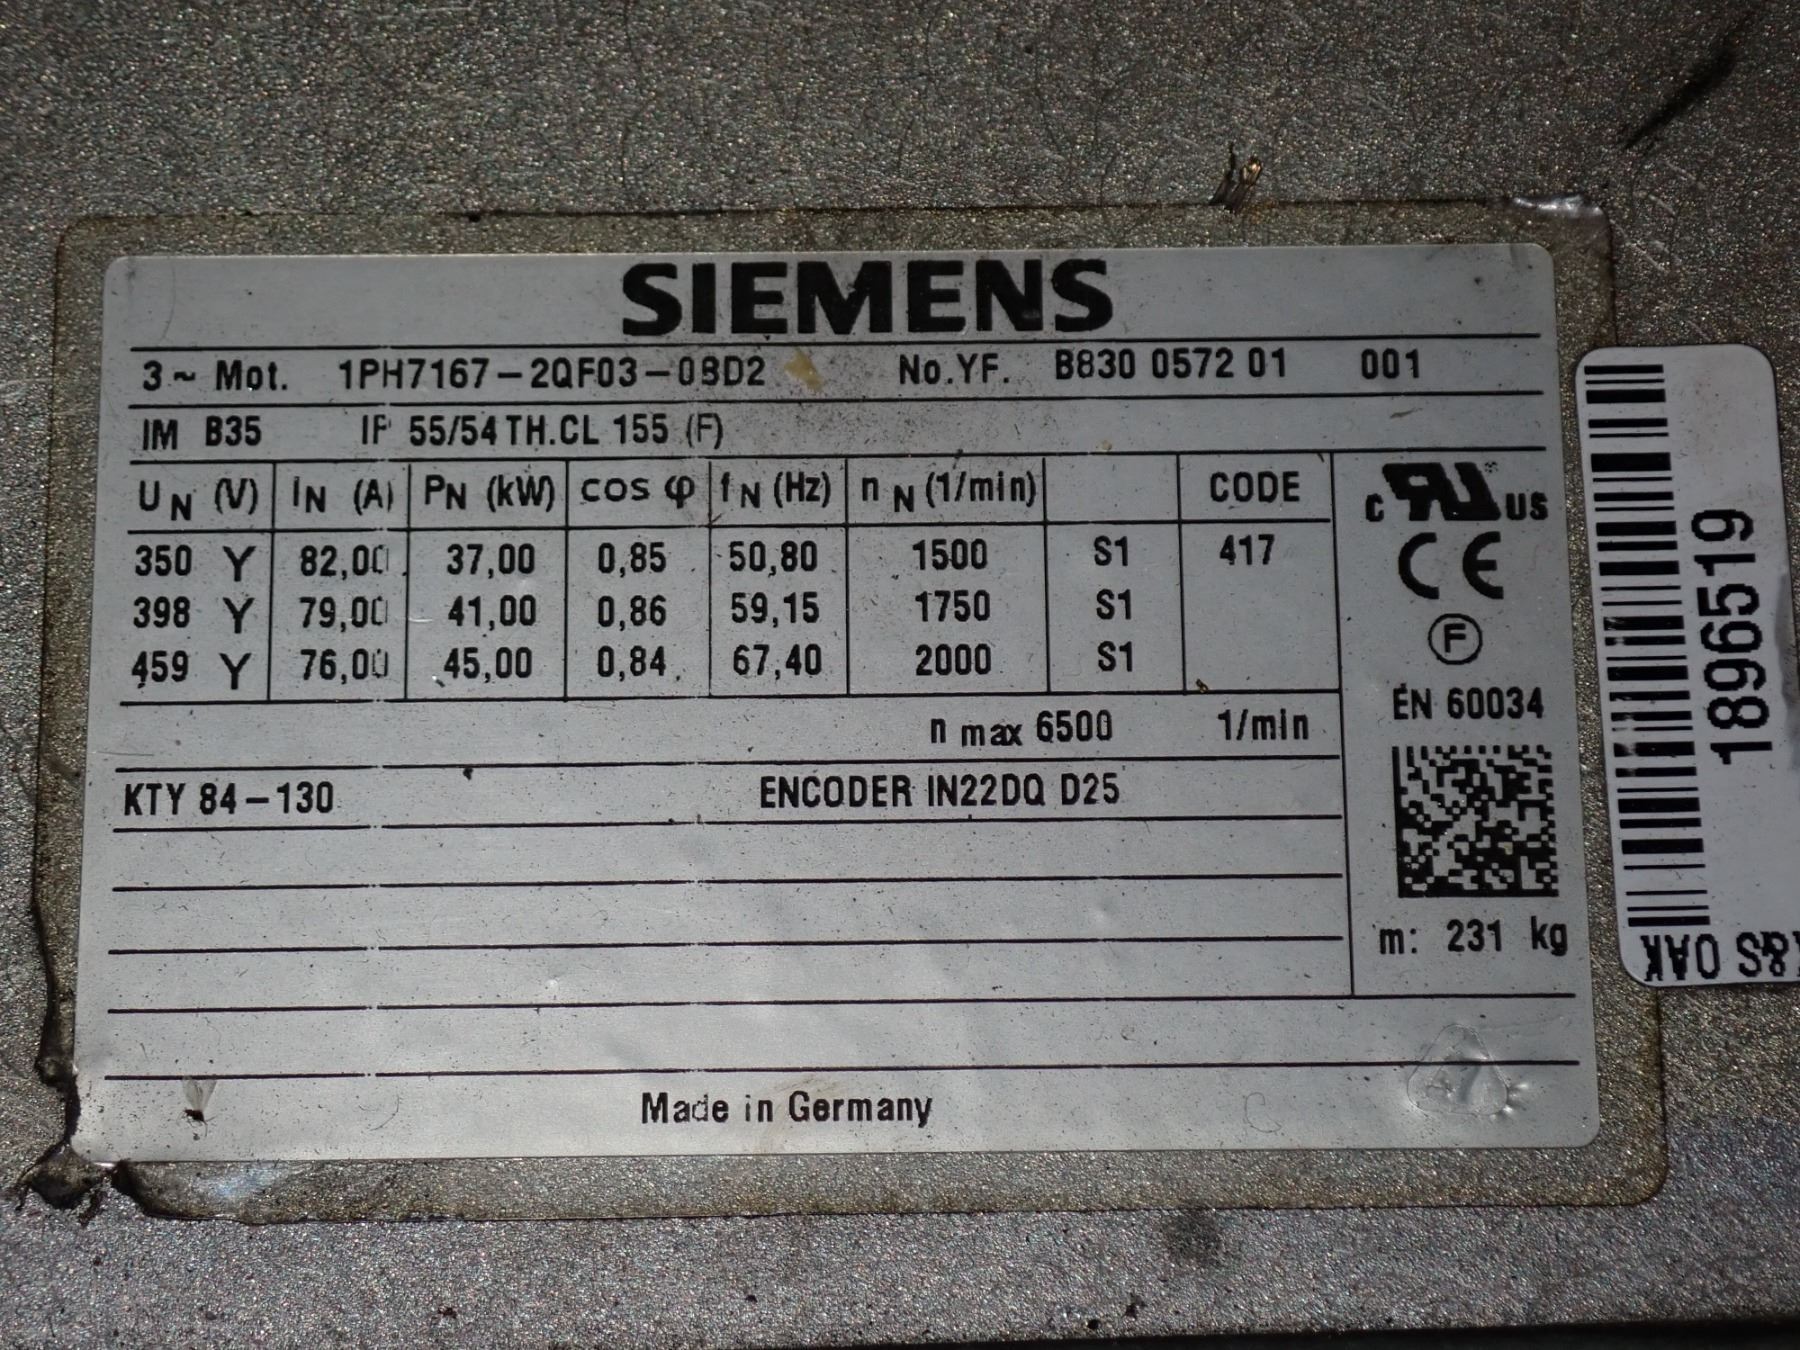 SIEMENS
3 ~ Mot. 1PH7167-2QF03-0BD2 No.YF. B830 0572 01 001
IM B35 IP 55/54 TH.CL 155 (F)
UN (V) IN (A) PN (kW) cos φ fN (Hz) nN (1/min) CODE
350 Y 82,00 37,00 0,85 50,80 1500 S1 417
398 Y 79,00 41,00 0,86 59,15 1750 S1
459 Y 76,00 45,00 0,84 67,40 2000 S1
n max 6500 1/min
KTY 84-130 ENCODER IN22DQ D25
Made in Germany
c RU US
CE
F
EN 60034
m: 231 kg
1896519
K&S OAK